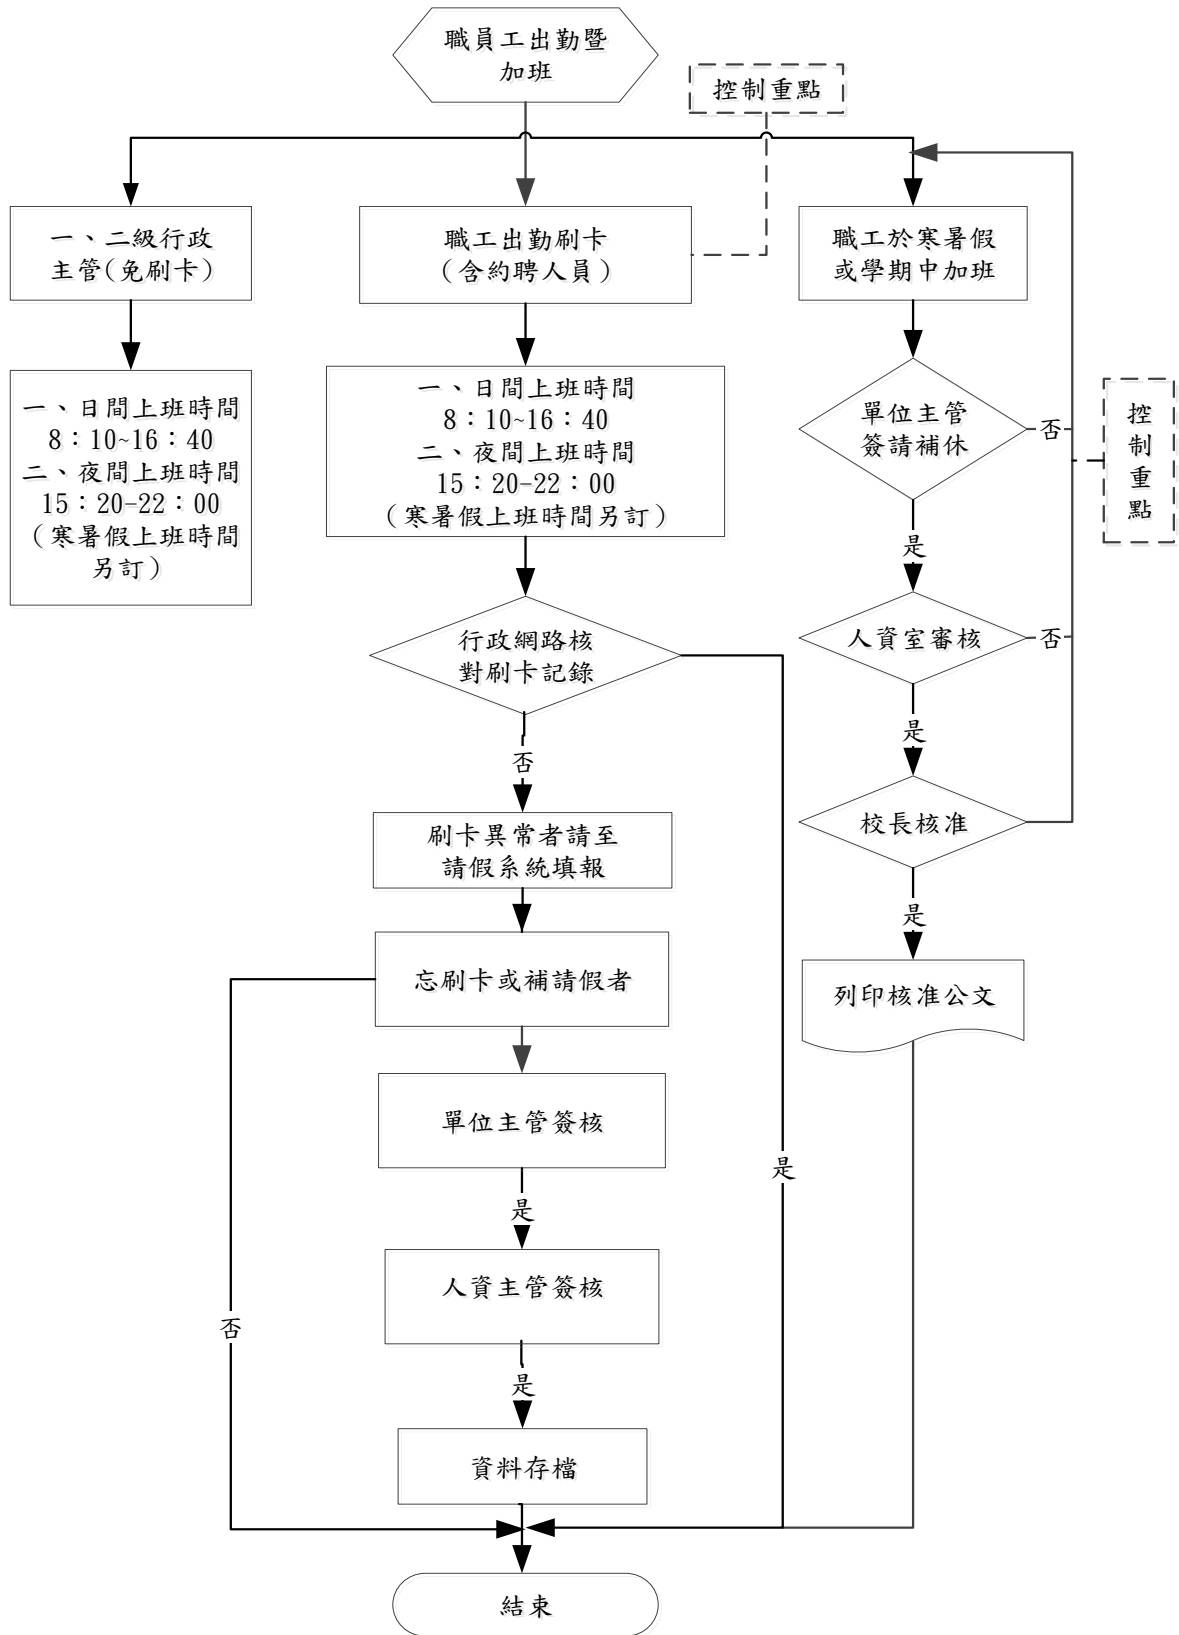 職員工出勤暨
加班
控制重點
一、二級行政
主管(免刷卡)
職工出勤刷卡
(含約聘人員)
職工於寒暑假
或學期中加班
一、日間上班時間
8:10~16:40
二、夜間上班時間
15:20-22:00
(寒暑假上班時間
另訂)
一、日間上班時間
8:10~16:40
二、夜間上班時間
15:20-22:00
(寒暑假上班時間另訂)
單位主管
簽請補休
否
控
制
重
點
是
行政網路核
對刷卡記錄
人資室審核
否
是
否
校長核准
刷卡異常者請至
請假系統填報
是
忘刷卡或補請假者
列印核准公文
單位主管簽核
是
是
人資主管簽核
否
是
資料存檔
結束